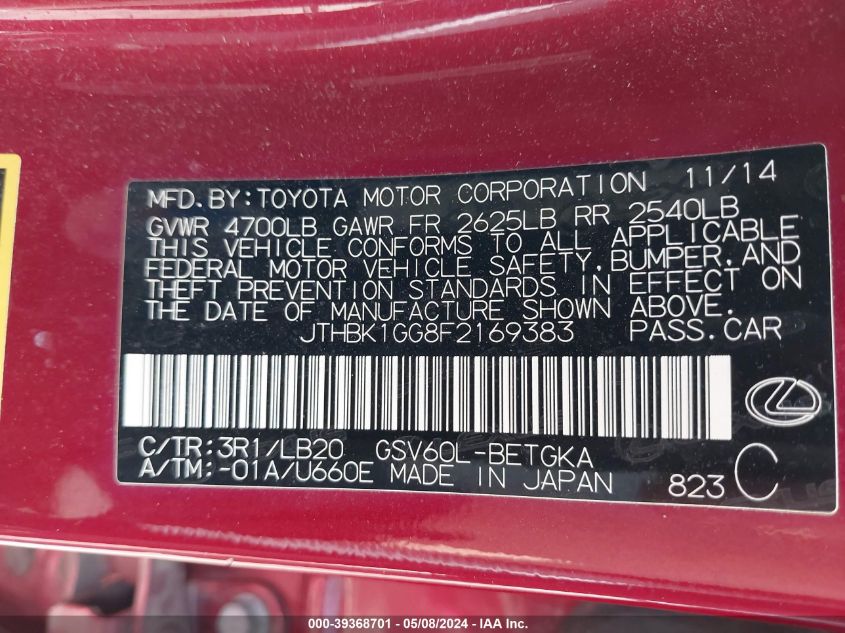 MFD.BY:TOYOTA MOTOR CORPORATION 11/14
GVWR 4700LB GAWR FR 2625LB RR 2540LB
THIS VEHICLE CONFORMS TO ALL APPLICABLE
FEDERAL MOTOR VEHICLE SAFETY,BUMPER,AND
THEFT PREVENTION STANDARDS IN EFFECT ON
THE DATE OF MANUFACTURE SHOWN ABOVE.
JTHBK1GG8F2169383 PASS.CAR
C/TR:3R1/LB20 GSV60L-BETGKA
A/TM:-01A/U660E MADE IN JAPAN 823 C
000-39368701 - 05/08/2024 - IAA Inc.